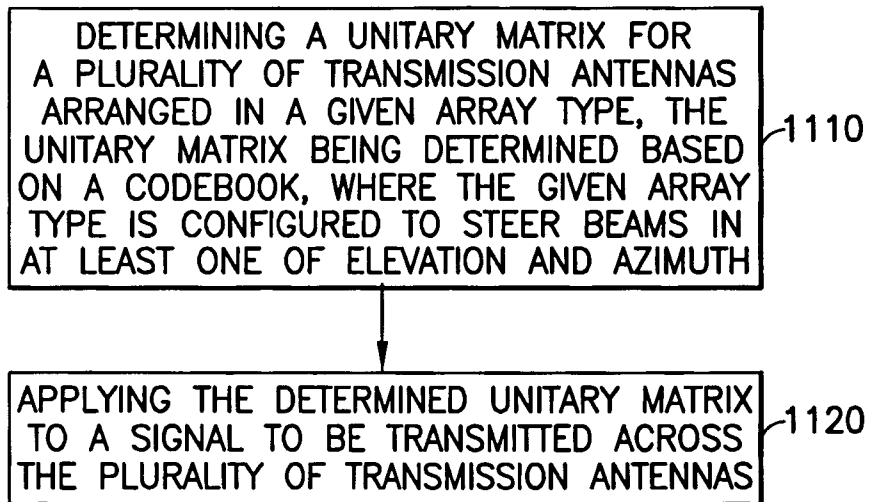 DETERMINING A UNITARY MATRIX FOR
A PLURALITY OF TRANSMISSION ANTENNAS
ARRANGED IN A GIVEN ARRAY TYPE, THE
UNITARY MATRIX BEING DETERMINED BASED
ON A CODEBOOK, WHERE THE GIVEN ARRAY
TYPE IS CONFIGURED TO STEER BEAMS IN
AT LEAST ONE OF ELEVATION AND AZIMUTH
1110
APPLYING THE DETERMINED UNITARY MATRIX
TO A SIGNAL TO BE TRANSMITTED ACROSS
THE PLURALITY OF TRANSMISSION ANTENNAS
1120